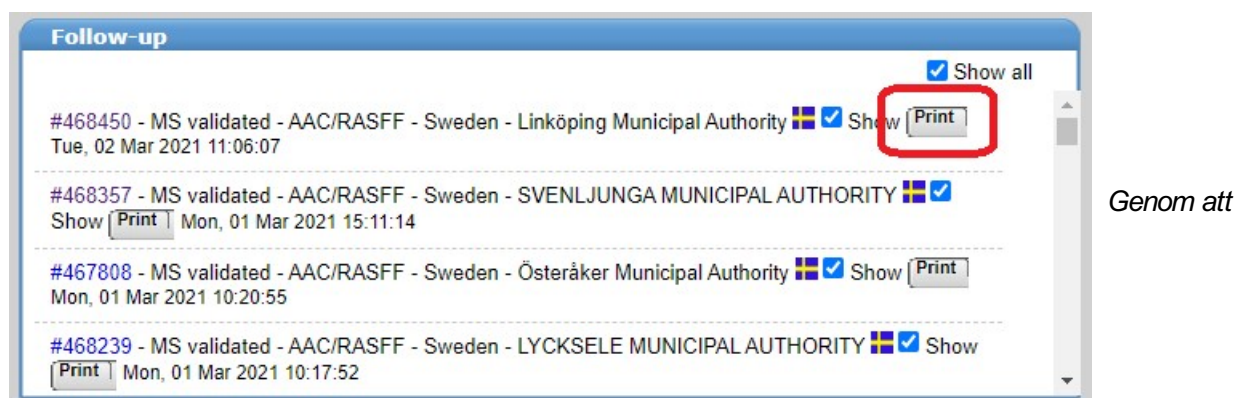 Follow-up
Show all
#468450 - MS validated - AAC/RASFF - Sweden - Linköping Municipal Authority Show Print
Tue, 02 Mar 2021 11:06:07
#468357 - MS validated - AAC/RASFF - Sweden - SVENLJUNGA MUNICIPAL AUTHORITY
Show Print Mon, 01 Mar 2021 15:11:14
Genom att
#467808 - MS validated - AAC/RASFF - Sweden - Österåker Municipal Authority Show Print
Mon, 01 Mar 2021 10:20:55
#468239 - MS validated - AAC/RASFF - Sweden - LYCKSELE MUNICIPAL AUTHORITY Show
Print Mon, 01 Mar 2021 10:17:52